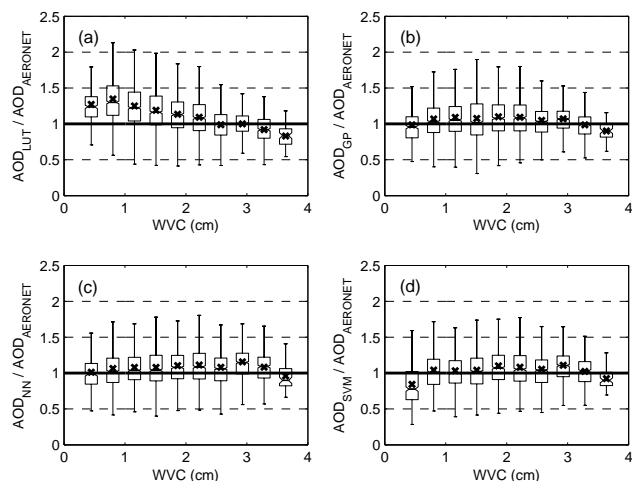 2.5
2
1.5
1
0.5
0
0 1 2 3 4
WVC (cm)
AOD_LUT / AOD_AERONET
(a)
2.5
2
1.5
1
0.5
0
0 1 2 3 4
WVC (cm)
AOD_GP / AOD_AERONET
(b)
2.5
2
1.5
1
0.5
0
0 1 2 3 4
WVC (cm)
AOD_NN / AOD_AERONET
(c)
2.5
2
1.5
1
0.5
0
0 1 2 3 4
WVC (cm)
AOD_SVM / AOD_AERONET
(d)